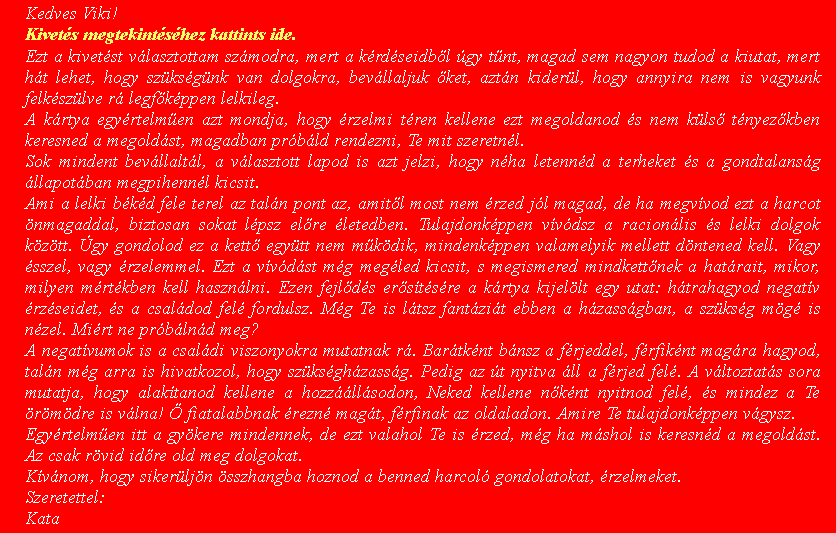 Kedves Viki!
Kivetés megtekintéséhez kattints ide.
Ezt a kivetést választottam számodra, mert a kérdéseidből úgy tűnt, magad sem nagyon tudod a kiutat, mert
hát lehet, hogy szükségünk van dolgokra, bevállaljuk őket, aztán kiderül, hogy annyira nem is vagyunk
felkészülve rá legfőképpen lelkileg.
A kártya egyértelműen azt mondja, hogy érzelmi téren kellene ezt megoldanod és nem külső tényezőkben
keresned a megoldást, magadban próbáld rendezni, Te mit szeretnél.
Sok mindent bevállaltál, a választott lapod is azt jelzi, hogy néha letennéd a terheket és a gondtalanság
állapotában megpihennél kicsit.
Ami a lelki békéd fele terel az talán pont az, amitől most nem érzed jól magad, de ha megvívod ezt a harcot
önmagaddal, biztosan sokat lépsz előre életedben. Tulajdonképpen vívódsz a racionális és lelki dolgok
között. Úgy gondolod ez a kettő együtt nem működik, mindenképpen valamelyik mellett döntened kell. Vagy
ésszel, vagy érzelemmel. Ezt a vívódást még megéled kicsit, s megismered mindkettőnek a határait, mikor,
milyen mértékben kell használni. Ezen fejlődés erősítésére a kártya kijelölt egy utat: hátrahagyod negatív
érzéseidet, és a családod felé fordulsz. Még Te is látsz fantáziát ebben a házasságban, a szükség mögé is
nézel. Miért ne próbálnád meg?
A negatívumok is a családi viszonyokra mutatnak rá. Barátként bánsz a férjeddel, férfiként magára hagyod,
talán még arra is hivatkozol, hogy szükségházasság. Pedig az út nyitva áll a férjed felé. A változtatás sora
mutatja, hogy alakítanod kellene a hozzáállásodon, Neked kellene nőként nyitnod felé, és mindez a Te
örömödre is válna! Ő fiatalabbnak érezné magát, férfinak az oldaladon. Amire Te tulajdonképpen vágysz.
Egyértelműen itt a gyökere mindennek, de ezt valahol Te is érzed, még ha máshol is keresnéd a megoldást.
Az csak rövid időre old meg dolgokat.
Kívánom, hogy sikerüljön összhangba hoznod a benned harcoló gondolatokat, érzelmeket.
Szeretettel:
Kata